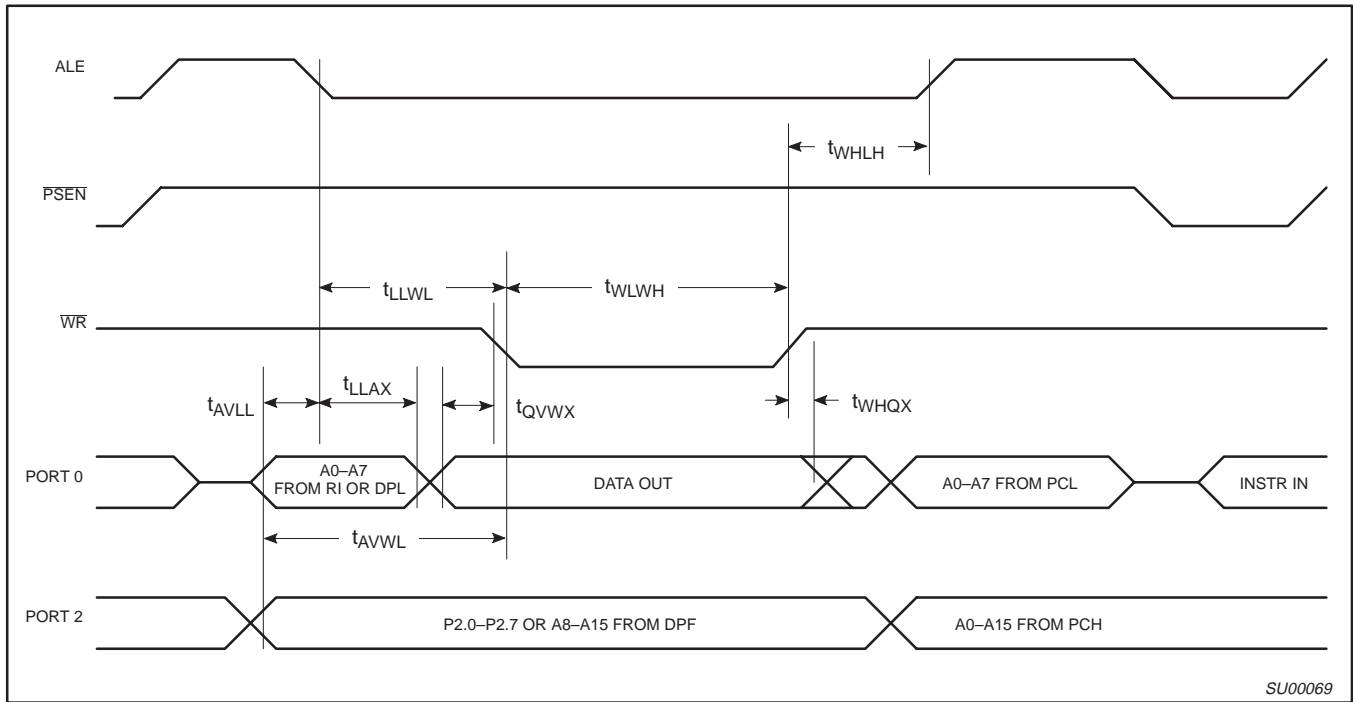 ALE
tWHLH
PSEN
tLLWL
tWLWH
WR
tLLAX
tAVLL
tQVWX
tWHQX
PORT 0
A0–A7
FROM RI OR DPL
DATA OUT
A0–A7 FROM PCL
INSTR IN
tAVWL
PORT 2
P2.0–P2.7 OR A8–A15 FROM DPF
A0–A15 FROM PCH
SU00069